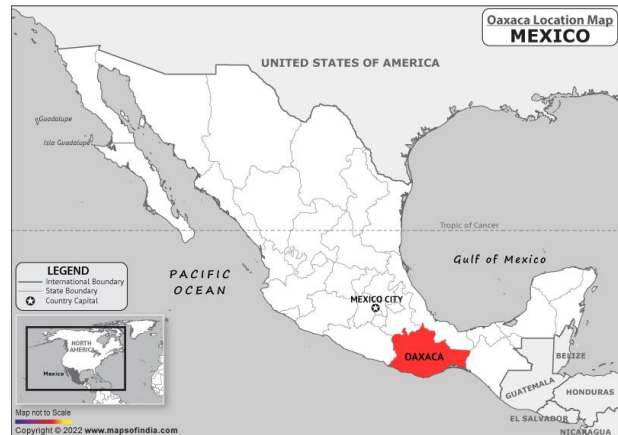 Oaxaca Location Map
MEXICO
UNITED STATES OF AMERICA
Guadalupe
Isla Guadalupe
Tropic of Cancer
Gulf of Mexico
PACIFIC
OCEAN
LEGEND
International Boundary
State Boundary
Country Capital
MEXICO CITY
OAXACA
BELIZE
GUATEMALA
HONDURAS
EL SALVADOR
NICARAGUA
NORTH
AMERICA
Mexico
Map not to Scale
Copyright © 2022 www.mapsofindia.com